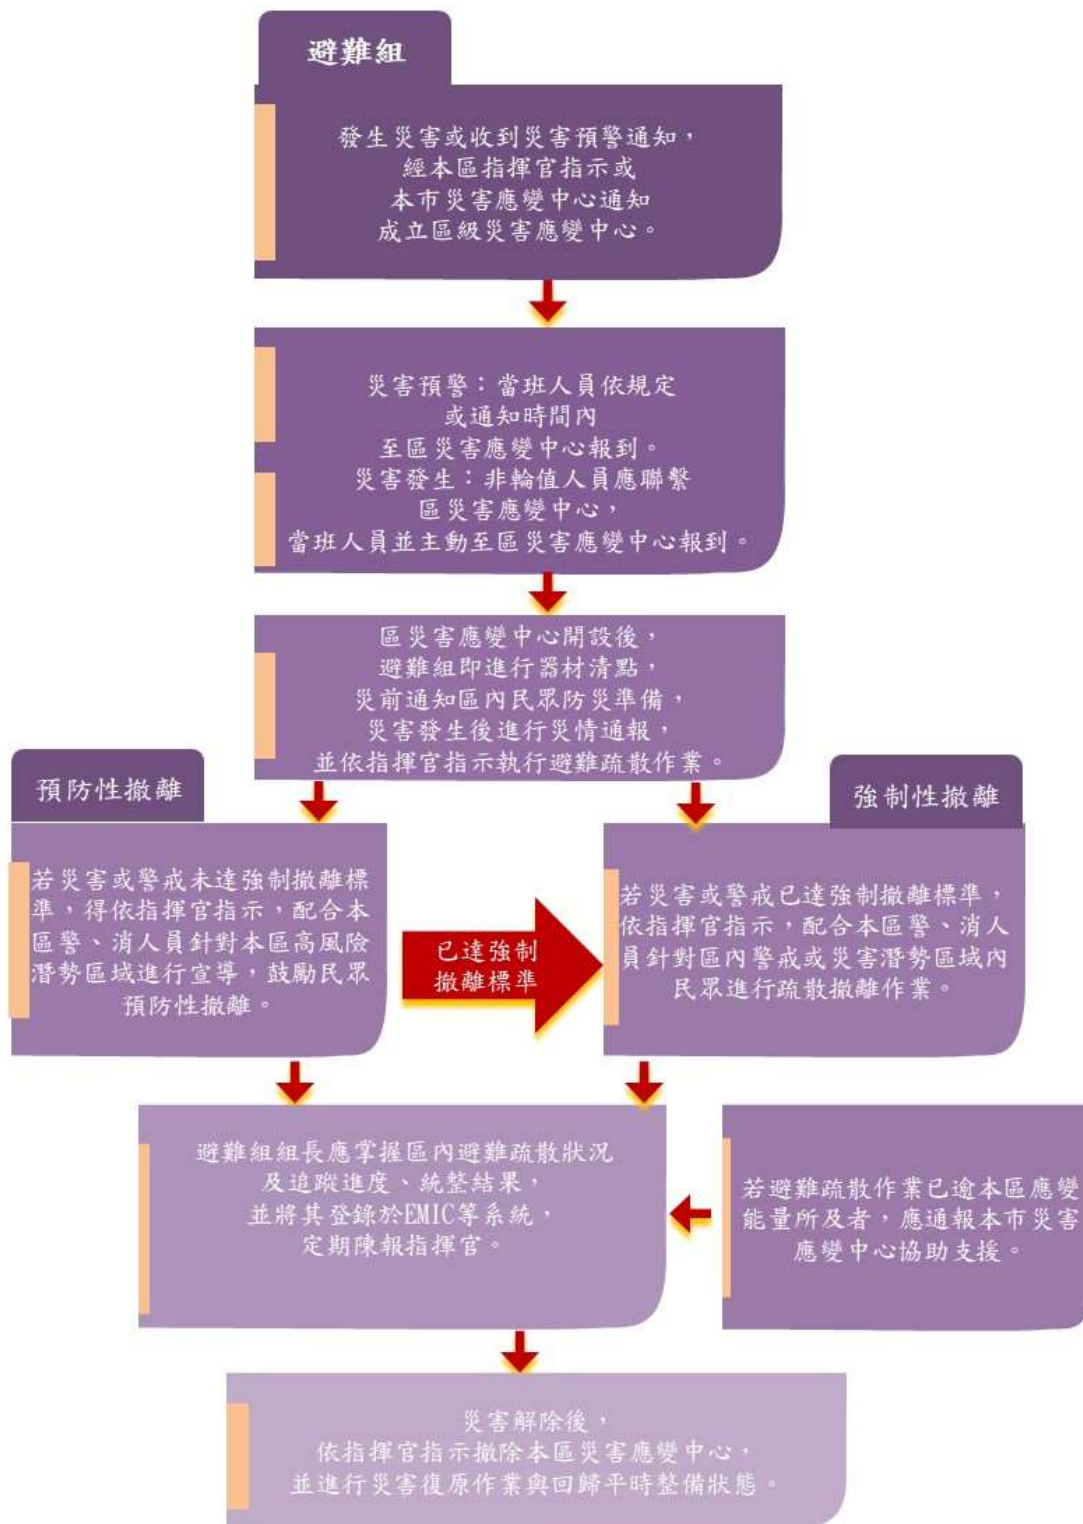 避難組
發生災害或收到災害預警通知，
經本區指揮官指示或
本市災害應變中心通知
成立區級災害應變中心。
災害預警：當班人員依規定
或通知時間內
至區災害應變中心報到。
災害發生：非輪值人員應聯繫
區災害應變中心，
當班人員並主動至區災害應變中心報到。
區災害應變中心開設後，
避難組即進行器材清點，
災前通知區內民眾防災準備，
災害發生後進行災情通報，
並依指揮官指示執行避難疏散作業。
預防性撤離
若災害或警戒未達強制撤離標
準，得依指揮官指示，配合本
區警、消人員針對本區高風險
潛勢區域進行宣導，鼓勵民眾
預防性撤離。
已達強制
撤離標準
強制性撤離
若災害或警戒已達強制撤離標準，
依指揮官指示，配合本區警、消人
員針對區內警戒或災害潛勢區域內
民眾進行疏散撤離作業。
避難組組長應掌握區內避難疏散狀況
及追蹤進度、統整結果，
並將其登錄於EMIC等系統，
定期陳報指揮官。
若避難疏散作業已逾本區應變
能量所及者，應通報本市災害
應變中心協助支援。
災害解除後，
依指揮官指示撤除本區災害應變中心，
並進行災害復原作業與回歸平時整備狀態。